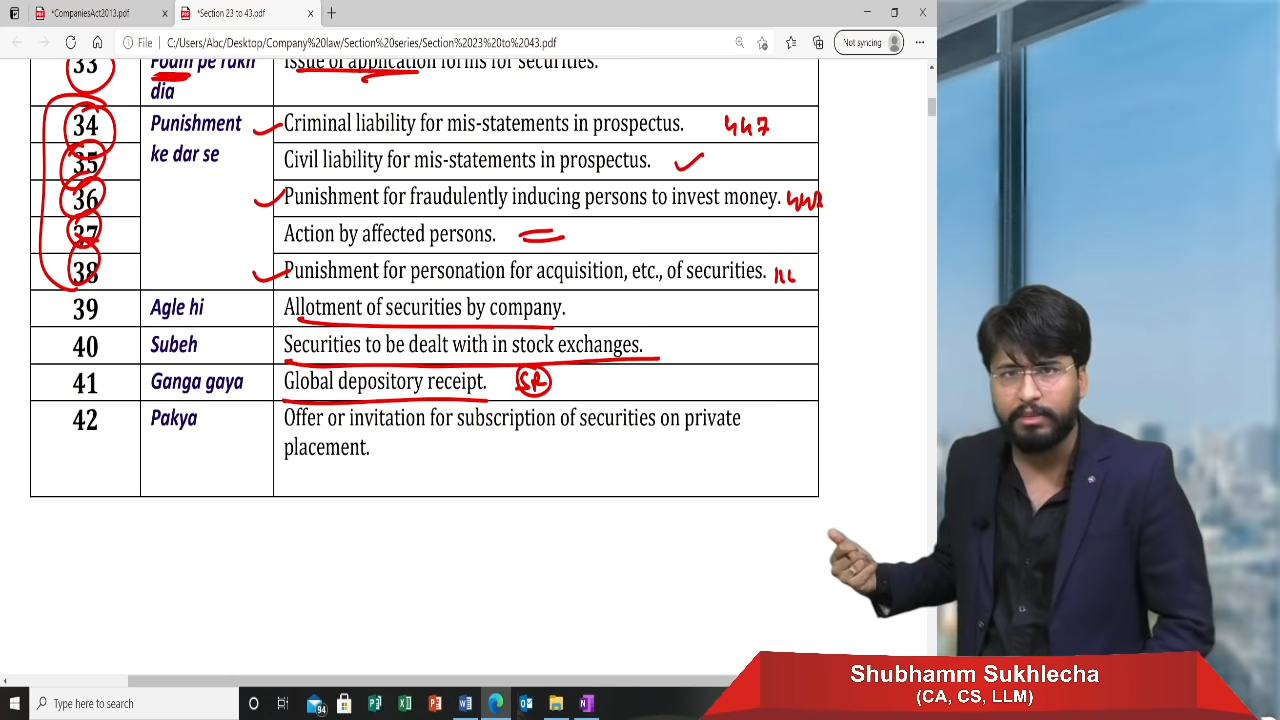 *CompaniesAct2013.pdf
*Section 23 to 43.pdf
File C:/Users/Abc/Desktop/Company%20law/Section%20series/Section%2023%20to%2043.pdf
Not syncing
33 Foam pe rakh dia Issue of application forms for securities.
34 Punishment ke dar se Criminal liability for mis-statements in prospectus. 447
35 Civil liability for mis-statements in prospectus.
36 Punishment for fraudulently inducing persons to invest money.
37 Action by affected persons.
38 Punishment for personation for acquisition, etc., of securities.
39 Agle hi Allotment of securities by company.
40 Subeh Securities to be dealt with in stock exchanges.
41 Ganga gaya Global depository receipt. SR
42 Pakya Offer or invitation for subscription of securities on private
placement.
Shubhamm Sukhlecha
(CA, CS, LLM)
Type here to search
94